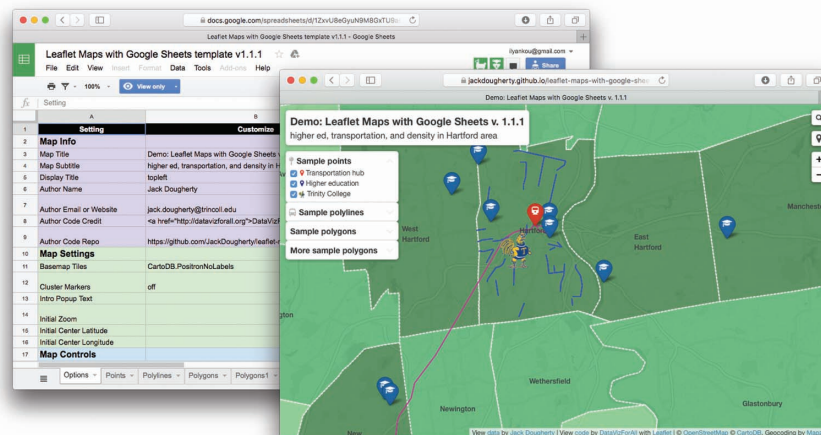 docs.google.com/spreadsheets/d/1ZxvU8eGyuN9M8GxTU9
Leaflet Maps with Google Sheets template v1.1.1 - Google Sheets
Leaflet Maps with Google Sheets template v1.1.1
ilyankou@gmail.com
File Edit View Insert Format Data Tools Add-ons Help
Share
100%
View only
fx Setting
A B
1 Setting Customize
2 Map Info
3 Map Title Demo: Leaflet Maps with Google Sheets v
4 Map Subtitle higher ed, transportation, and density in H
5 Display Title topleft
6 Author Name Jack Dougherty
7 Author Email or Website jack.dougherty@trincoll.edu
8 Author Code Credit <a href="http://datavizforall.org">DataVizF
9 Author Code Repo https://github.com/JackDougherty/leaflet-
10 Map Settings
11 Basemap Tiles CartoDB.PositronNoLabels
12 Cluster Markers off
13 Intro Popup Text
14 Initial Zoom
15 Initial Center Latitude
16 Initial Center Longitude
17 Map Controls
Options Points Polylines Polygons Polygons1
jackdougherty.github.io/leaflet-maps-with-google-shee
Demo: Leaflet Maps with Google Sheets v. 1.1.1
Demo: Leaflet Maps with Google Sheets v. 1.1.1
higher ed, transportation, and density in Hartford area
Sample points
Transportation hub
Higher education
Trinity College
Sample polylines
Sample polygons
More sample polygons
+
−
West
Hartford
Hartford
East
Hartford
Manchest
Wethersfield
Newington
Glastonbury
New
ngton
View data by Jack Dougherty | View code by DataVizForAll with Leaflet | © OpenStreetMap © CartoDB, Geocoding by Mapz